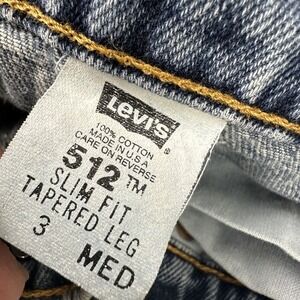 Levi's ®
100% COTTON
MADE IN U.S.A
CARE ON REVERSE
512™
SLIM FIT
TAPERED LEG
3 MED